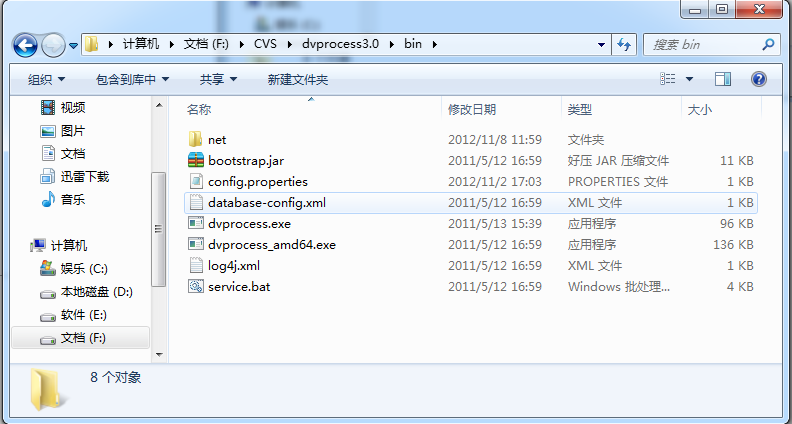 计算机 文档 (F:) CVS dvprocess3.0 bin 搜索 bin
组织 包含到库中 共享 新建文件夹
视频
图片
文档
迅雷下载
音乐
计算机
娱乐 (C:)
本地磁盘 (D:)
软件 (E:)
文档 (F:)
名称 修改日期 类型 大小
net 2012/11/8 11:59 文件夹
bootstrap.jar 2011/5/12 16:59 好压 JAR 压缩文件 11 KB
config.properties 2012/11/2 17:03 PROPERTIES 文件 1 KB
database-config.xml 2011/5/12 16:59 XML 文件 1 KB
dvprocess.exe 2011/5/13 15:39 应用程序 96 KB
dvprocess_amd64.exe 2011/5/12 16:59 应用程序 136 KB
log4j.xml 2011/5/12 16:59 XML 文件 1 KB
service.bat 2011/5/12 16:59 Windows 批处理... 4 KB
8 个对象